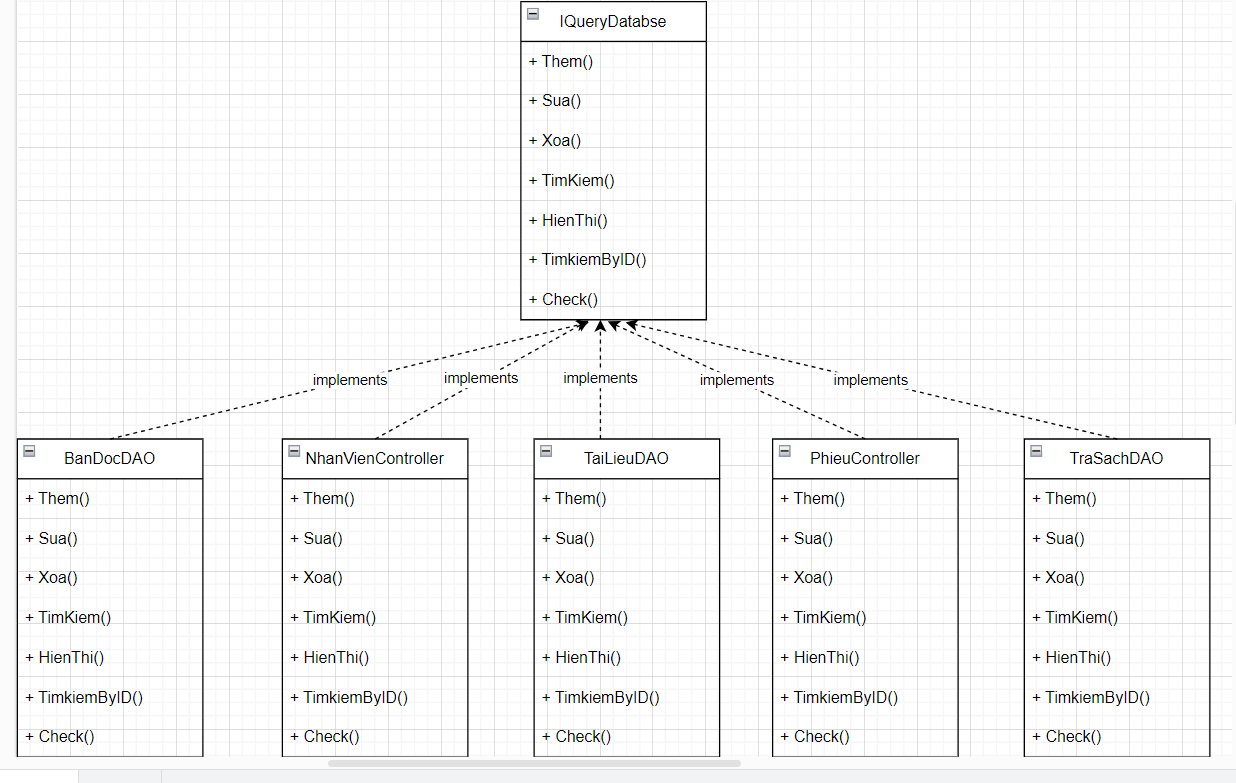 IQueryDatabse
+ Them()
+ Sua()
+ Xoa()
+ TimKiem()
+ HienThi()
+ TimkiemByID()
+ Check()
implements
implements
implements
implements
implements
BanDocDAO
+ Them()
+ Sua()
+ Xoa()
+ TimKiem()
+ HienThi()
+ TimkiemByID()
+ Check()
NhanVienController
+ Them()
+ Sua()
+ Xoa()
+ TimKiem()
+ HienThi()
+ TimkiemByID()
+ Check()
TaiLieuDAO
+ Them()
+ Sua()
+ Xoa()
+ TimKiem()
+ HienThi()
+ TimkiemByID()
+ Check()
PhieuController
+ Them()
+ Sua()
+ Xoa()
+ TimKiem()
+ HienThi()
+ TimkiemByID()
+ Check()
TraSachDAO
+ Them()
+ Sua()
+ Xoa()
+ TimKiem()
+ HienThi()
+ TimkiemByID()
+ Check()